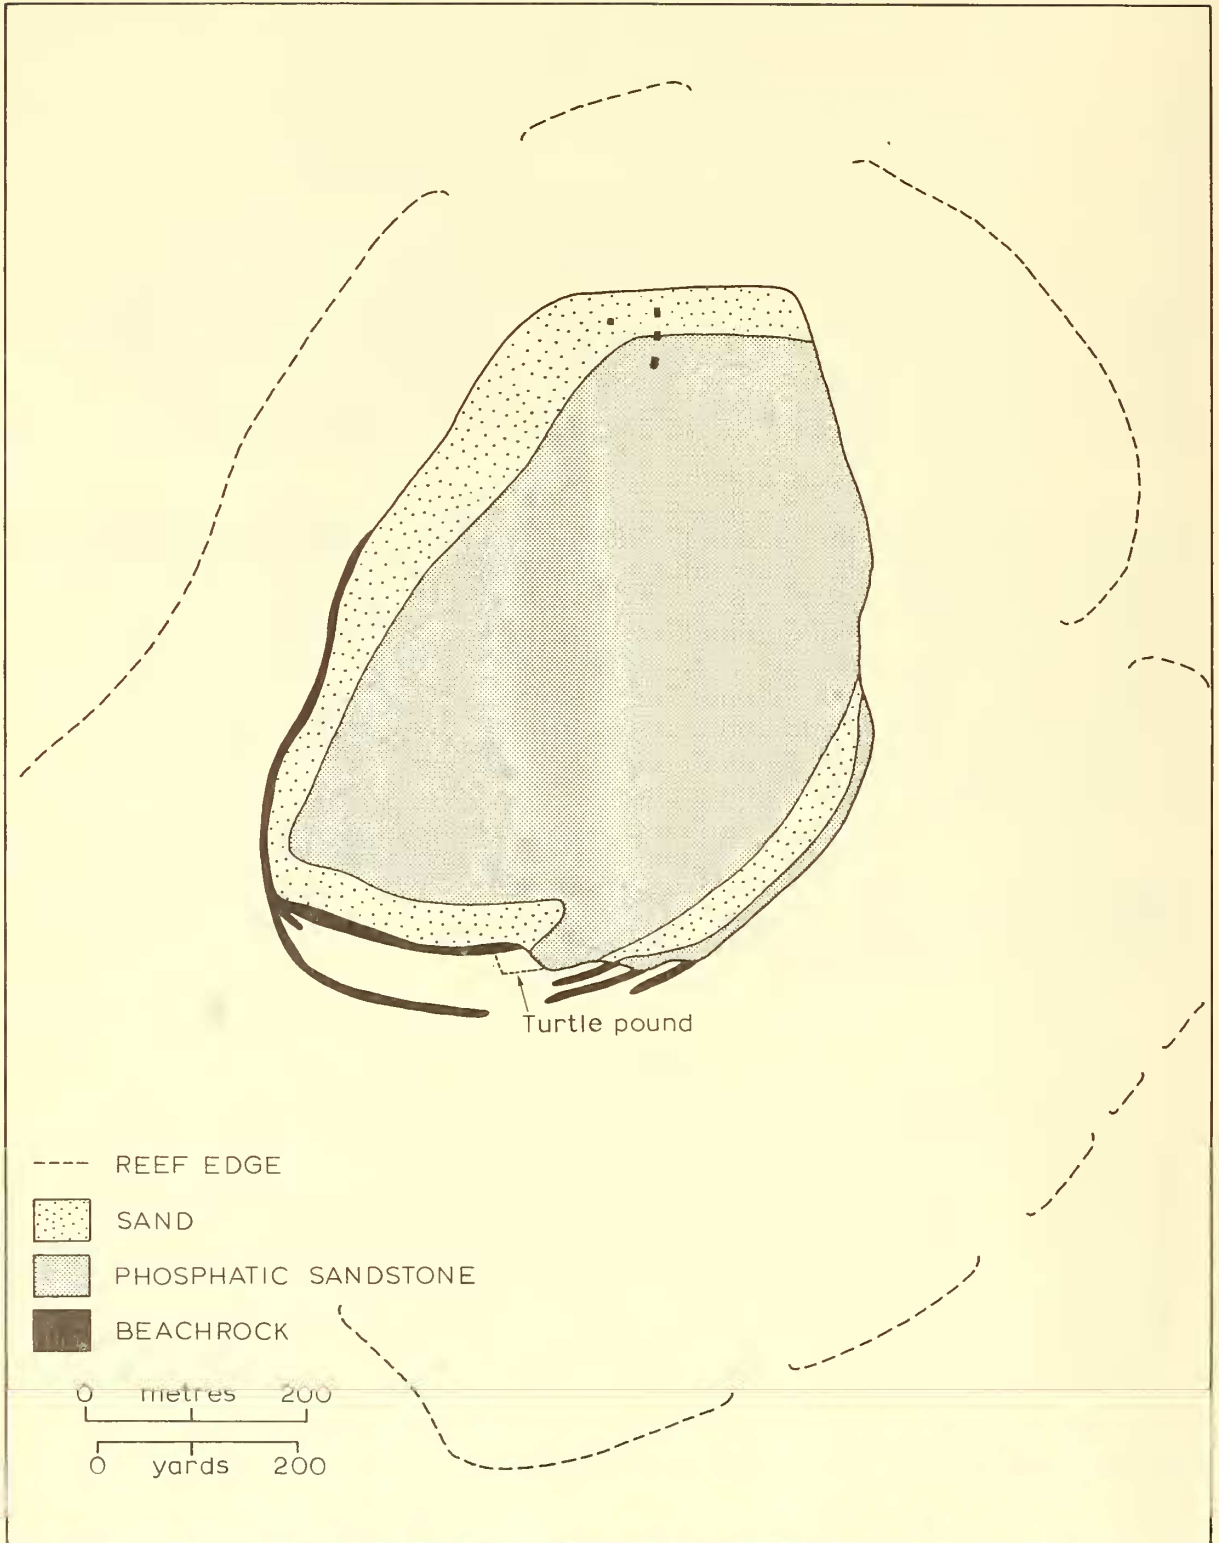 Turtle pound
REEF EDGE
SAND
PHOSPHATIC SANDSTONE
BEACHROCK
0 metres 200
0 yards 200